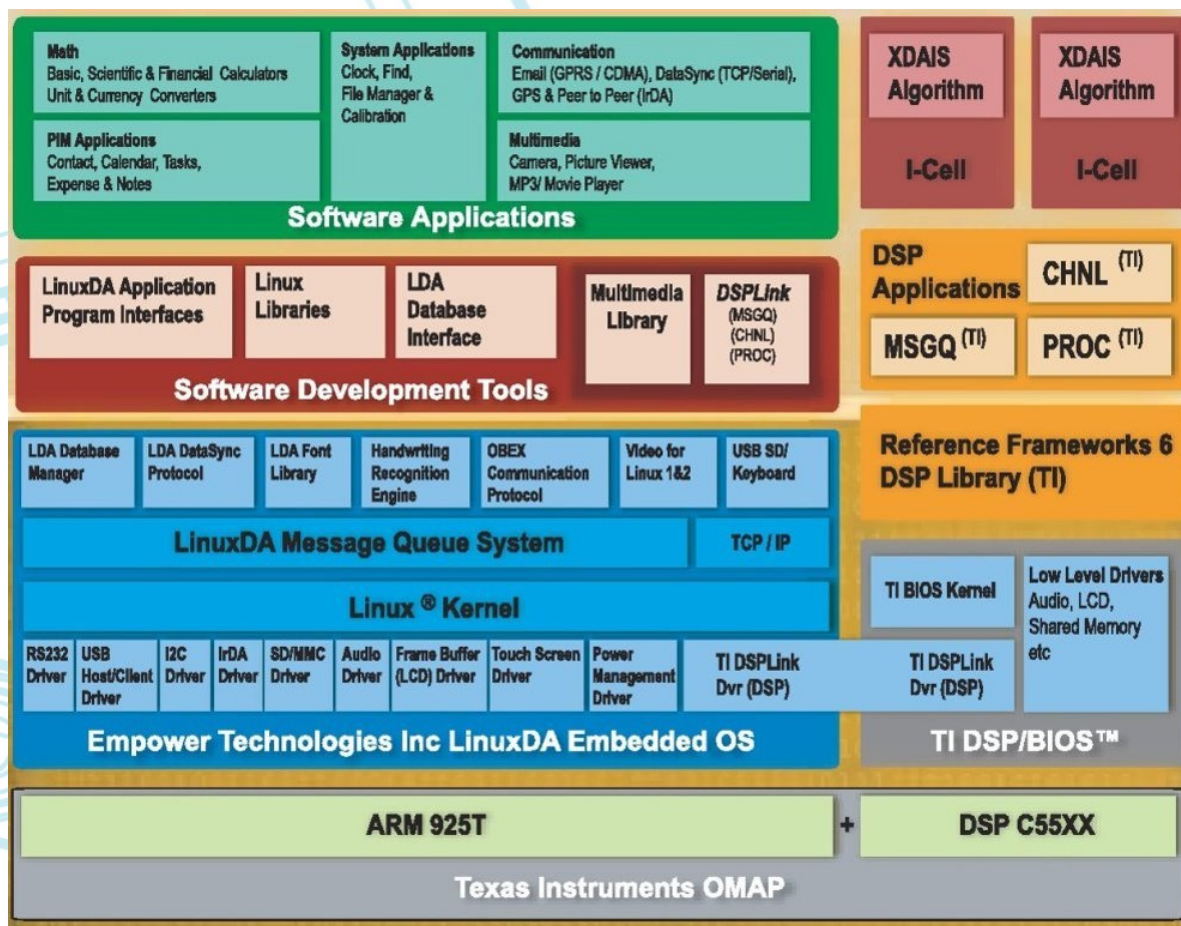 Math
Basic, Scientific & Financial Calculators
Unit & Currency Converters
System Applications
Clock, Find,
File Manager &
Calibration
Communication
Email (GPRS / CDMA), DataSync (TCP/Serial),
GPS & Peer to Peer (IrDA)
PIM Applications
Contact, Calendar, Tasks,
Expense & Notes
Multimedia
Camera, Picture Viewer,
MP3/ Movie Player
Software Applications
XDAIS
Algorithm
I-Cell
XDAIS
Algorithm
I-Cell
LinuxDA Application
Program Interfaces
Linux
Libraries
LDA
Database
Interface
Multimedia
Library
DSPLink
(MSGQ)
(CHNL)
(PROC)
Software Development Tools
DSP
Applications
CHNL (TI)
MSGQ (TI)
PROC (TI)
LDA Database
Manager
LDA DataSync
Protocol
LDA Font
Library
Handwriting
Recognition
Engine
OBEX
Communication
Protocol
Video for
Linux 1&2
USB SD/
Keyboard
Reference Frameworks 6
DSP Library (TI)
LinuxDA Message Queue System
TCP / IP
Linux ® Kernel
TI BIOS Kernel
Low Level Drivers
Audio, LCD,
Shared Memory
etc
RS232
Driver
USB
Host/Client
Driver
I2C
Driver
IrDA
Driver
SD/MMC
Driver
Audio
Driver
Frame Buffer
(LCD) Driver
Touch Screen
Driver
Power
Management
Driver
TI DSPLink
Dvr (DSP)
TI DSPLink
Dvr (DSP)
Empower Technologies Inc LinuxDA Embedded OS
TI DSP/BIOS™
ARM 925T
+
DSP C55XX
Texas Instruments OMAP